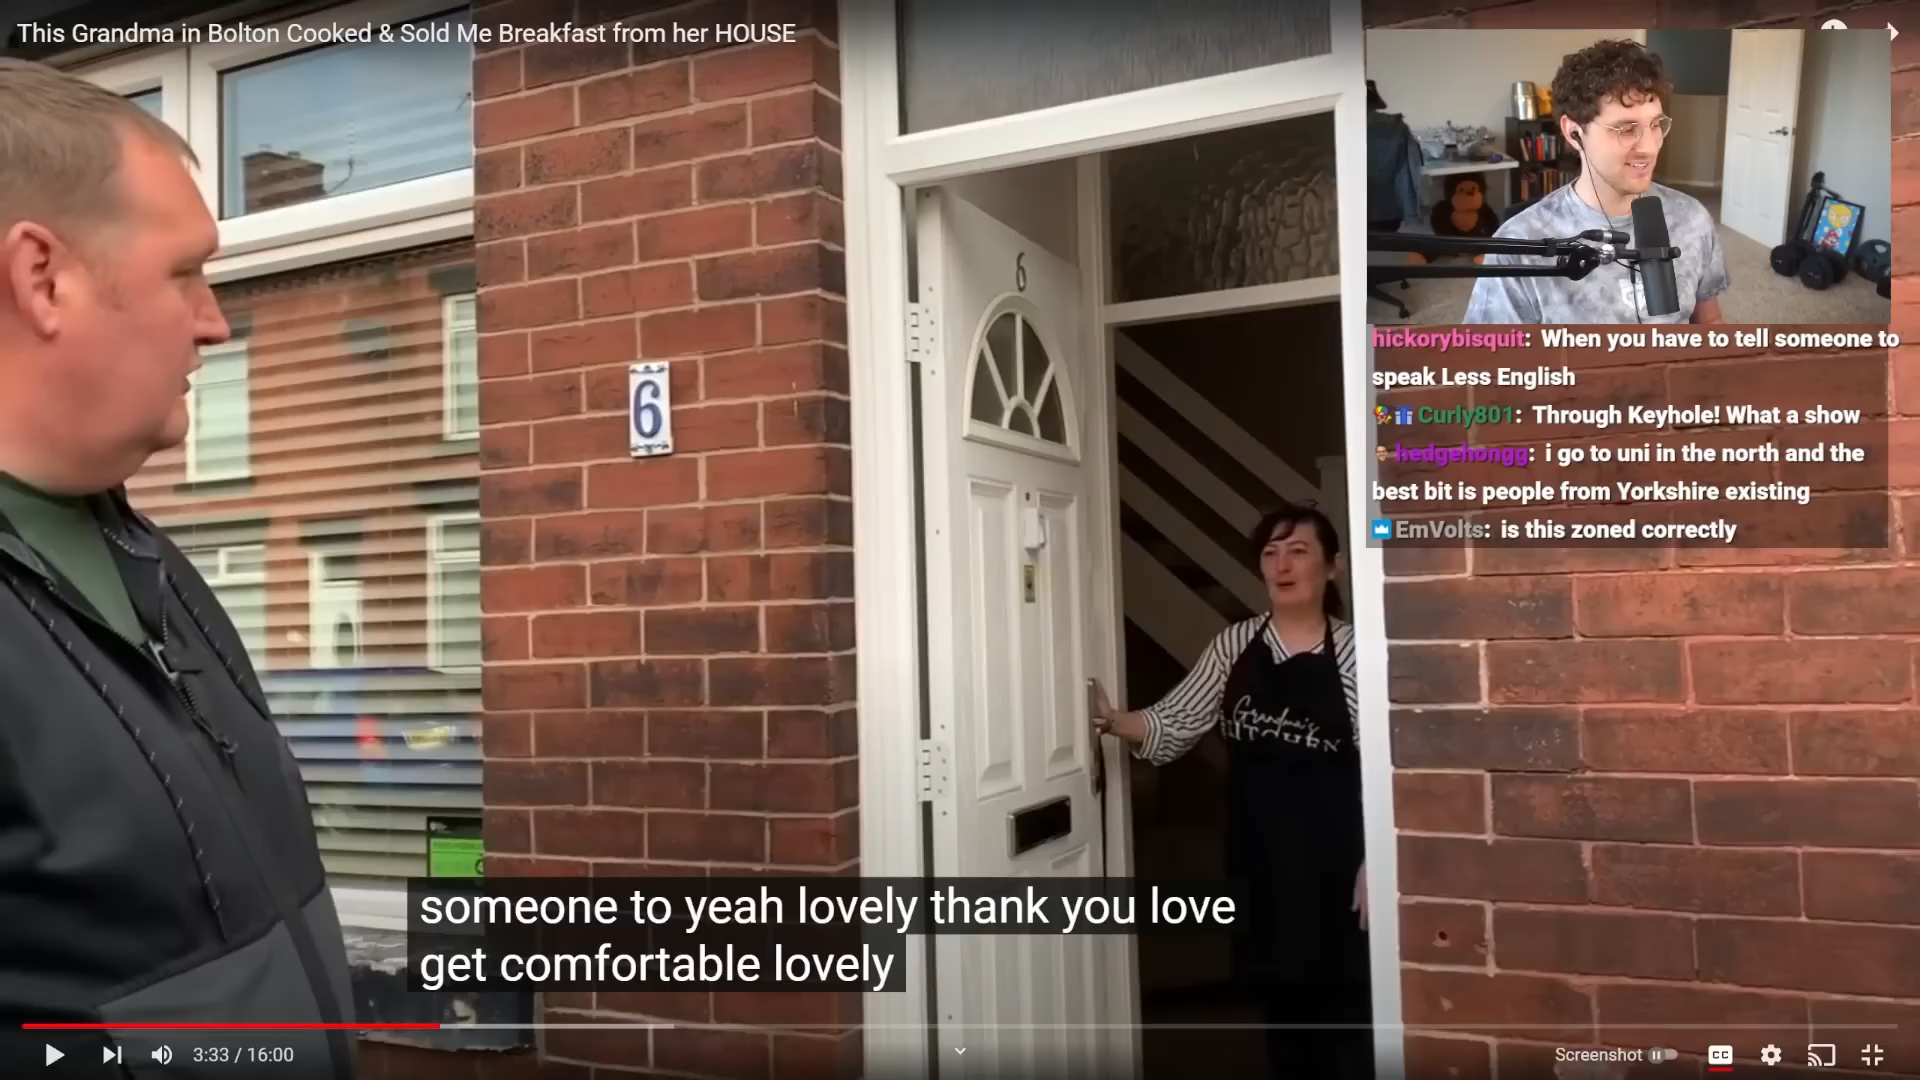 This Grandma in Bolton Cooked & Sold Me Breakfast from her HOUSE
hickorybisquit: When you have to tell someone to
speak Less English
Curly801: Through Keyhole! What a show
hedgehongg: i go to uni in the north and the
best bit is people from Yorkshire existing
EmVolts: is this zoned correctly
6
6
Grandma's
KITCHEN
someone to yeah lovely thank you love
get comfortable lovely
3:33 / 16:00
Screenshot
CC